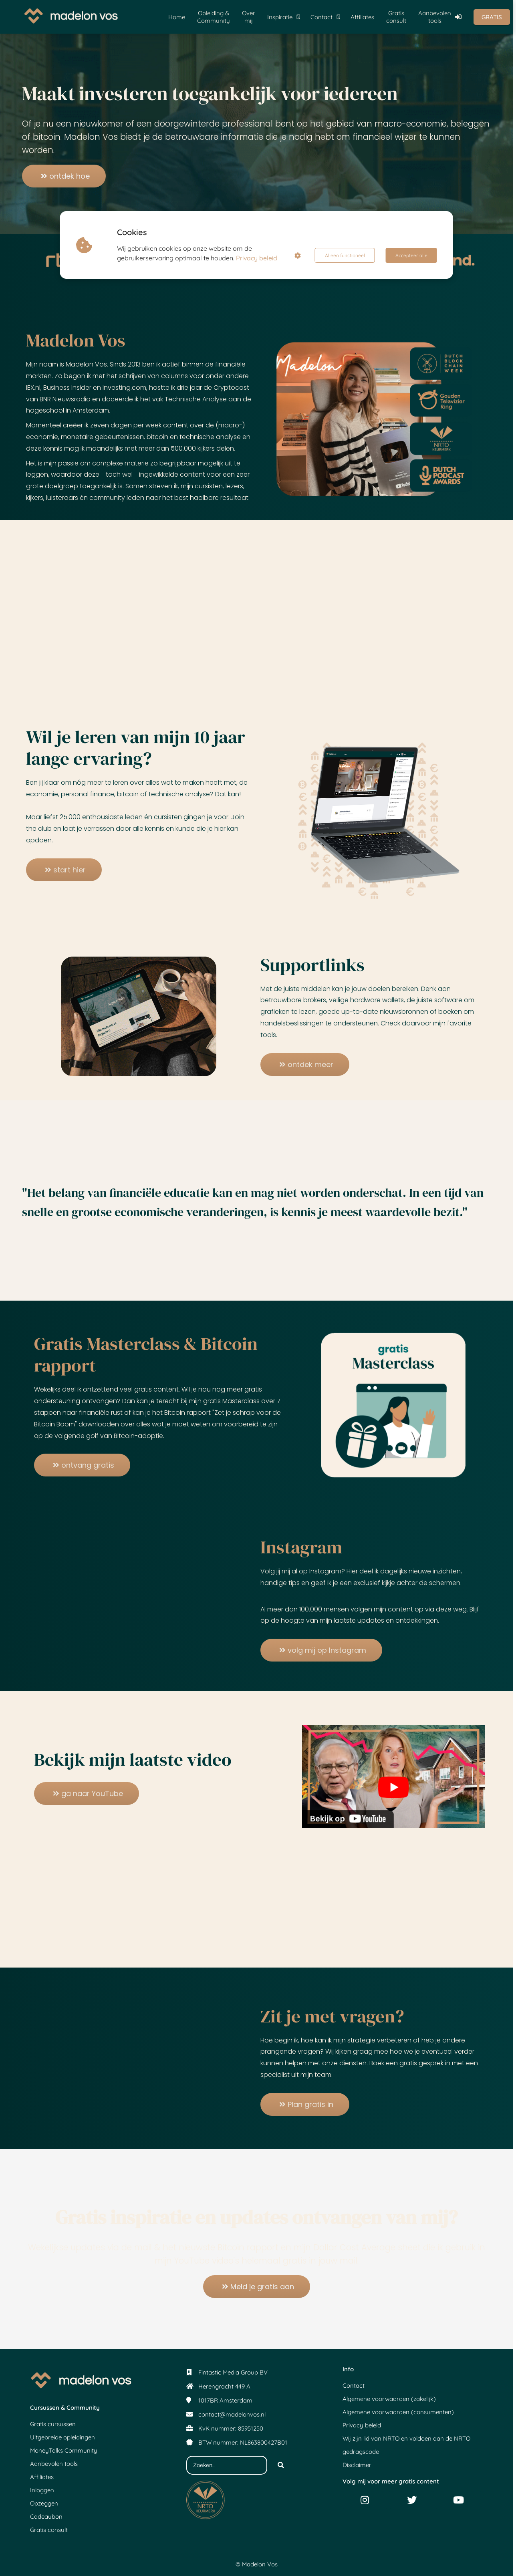 madelon vos
Home
Opleiding & Community
Over mij
Inspiratie
Contact
Affiliates
Gratis consult
Aanbevolen tools
GRATIS
Maakt investeren toegankelijk voor iedereen
Of je nu een nieuwkomer of een doorgewinterde professional bent op het gebied van macro-economie, beleggen
of bitcoin. Madelon Vos biedt je de betrouwbare informatie die je nodig hebt om financieel wijzer te kunnen
worden.
ontdek hoe
Cookies
Wij gebruiken cookies op onze website om de
gebruikerservaring optimaal te houden. Privacy beleid
Alleen functioneel
Accepteer alle
Madelon Vos
Mijn naam is Madelon Vos. Sinds 2013 ben ik actief binnen de financiële
markten. Zo begon ik met het schrijven van columns voor onder andere
IEX.nl, Business Insider en Investing.com, hostte ik drie jaar de Cryptocast
van BNR Nieuwsradio en doceerde ik het vak Technische Analyse aan de
hogeschool in Amsterdam.
Momenteel creëer ik zeven dagen per week content over de (macro-)
economie, monetaire gebeurtenissen, bitcoin en technische analyse en
deze kennis mag ik maandelijks met meer dan 500.000 kijkers delen.
Het is mijn passie om complexe materie zo begrijpbaar mogelijk uit te
leggen, waardoor deze - toch wel - ingewikkelde content voor een zeer
grote doelgroep toegankelijk is. Samen streven ik, mijn cursisten, lezers,
kijkers, luisteraars én community leden naar het best haalbare resultaat.
Madelon
DUTCH BLOCK CHAIN WEEK
Gouden Televizier Ring
NRTO
DUTCH PODCAST AWARDS
Wil je leren van mijn 10 jaar
lange ervaring?
Ben jij klaar om nóg meer te leren over alles wat te maken heeft met, de
economie, personal finance, bitcoin of technische analyse? Dat kan!
Maar liefst 25.000 enthousiaste leden én cursisten gingen je voor. Join
the club en laat je verrassen door alle kennis en kunde die je hier kan
opdoen.
start hier
Supportlinks
Met de juiste middelen kan je jouw doelen bereiken. Denk aan
betrouwbare brokers, veilige hardware wallets, de juiste software om
grafieken te lezen, goede up-to-date nieuwsbronnen of boeken om
handelsbeslissingen te ondersteunen. Check daarvoor mijn favorite
tools.
ontdek meer
"Het belang van financiële educatie kan en mag niet worden onderschat. In een tijd van
snelle en grootse economische veranderingen, is kennis je meest waardevolle bezit."
Gratis Masterclass & Bitcoin
rapport
Wekelijks deel ik ontzettend veel gratis content. Wil je nou nog meer gratis
ondersteuning ontvangen? Dan kan je terecht bij mijn gratis Masterclass over 7
stappen naar financiële rust of kan je het Bitcoin rapport "Zet je schrap voor de
Bitcoin Boom" downloaden over alles wat je moet weten om voorbereid te zijn
op de volgende golf van Bitcoin-adoptie.
ontvang gratis
gratis
Masterclass
Instagram
Volg jij mij al op Instagram? Hier deel ik dagelijks nieuwe inzichten,
handige tips en geef ik je een exclusief kijkje achter de schermen.
Al meer dan 100.000 mensen volgen mijn content op via deze weg. Blijf
op de hoogte van mijn laatste updates en ontdekkingen.
volg mij op Instagram
Bekijk mijn laatste video
ga naar YouTube
Bekijk op YouTube
Zit je met vragen?
Hoe begin ik, hoe kan ik mijn strategie verbeteren of heb je andere
prangende vragen? Wij kijken graag mee hoe we je eventueel verder
kunnen helpen met onze diensten. Boek een gratis gesprek in met een
specialist uit mijn team.
Plan gratis in
Gratis inspiratie en updates ontvangen van mij?
Meld je gratis aan
madelon vos
Cursussen & Community
Gratis cursussen
Uitgebreide opleidingen
MoneyTalks Community
Aanbevolen tools
Affiliates
Inloggen
Opzeggen
Cadeaubon
Gratis consult
Fintastic Media Group BV
Herengracht 449 A
1017BR Amsterdam
contact@madelonvos.nl
KvK nummer: 85951250
BTW nummer: NL863800427B01
Zoeken..
NRTO
KEURMERK
Info
Contact
Algemene voorwaarden (zakelijk)
Algemene voorwaarden (consumenten)
Privacy beleid
Wij zijn lid van NRTO en voldoen aan de NRTO
gedragscode
Disclaimer
Volg mij voor meer gratis content
© Madelon Vos